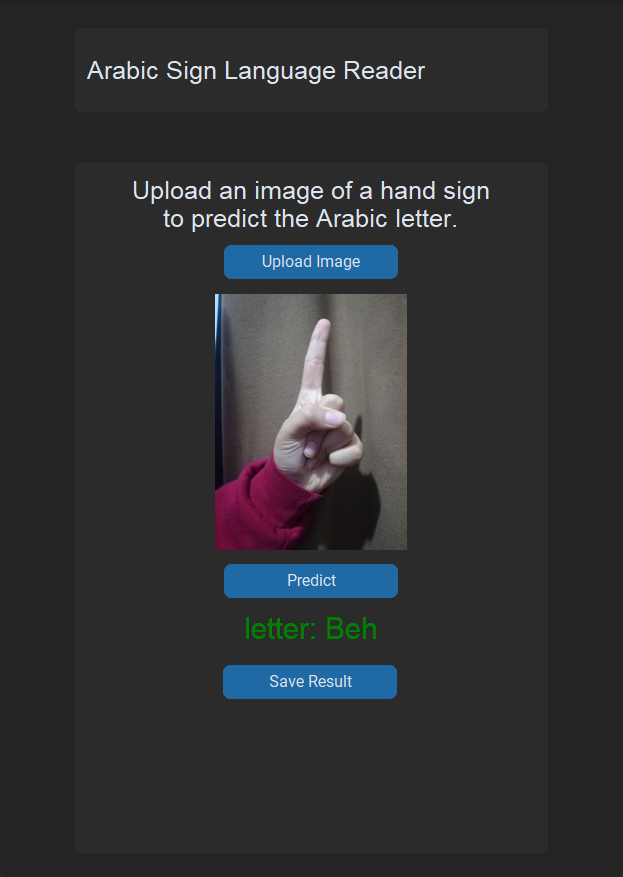 Arabic Sign Language Reader
Upload an image of a hand sign
to predict the Arabic letter.
Upload Image
Predict
letter: Beh
Save Result